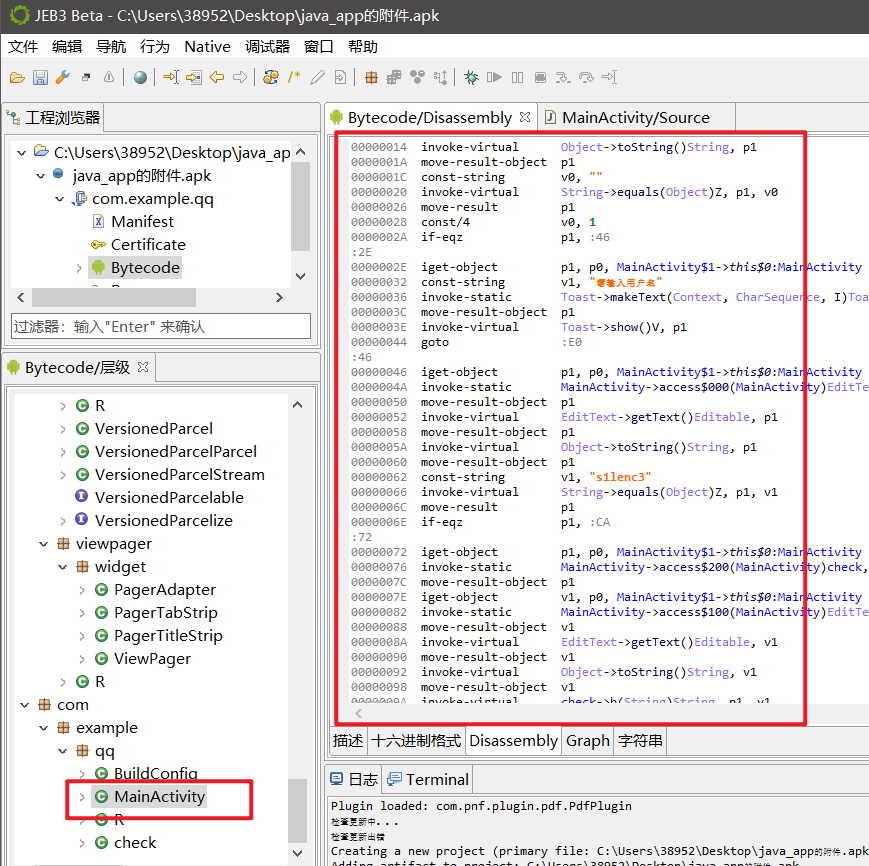 JEB3 Beta - C:\Users\38952\Desktop\java_app的附件.apk
文件 编辑 导航 行为 Native 调试器 窗口 帮助
工程浏览器
C:\Users\38952\Desktop\java_ap
java_app的附件.apk
com.example.qq
Manifest
Certificate
Bytecode
过滤器: 输入"Enter" 来确认
Bytecode/层级
R
VersionedParcel
VersionedParcelParcel
VersionedParcelStream
VersionedParcelable
VersionedParcelize
viewpager
widget
PagerAdapter
PagerTabStrip
PagerTitleStrip
ViewPager
R
com
example
qq
BuildConfig
MainActivity
R
check
Bytecode/Disassembly MainActivity/Source
00000014 invoke-virtual Object->toString()String, p1
0000001A move-result-object p1
0000001C const-string v0, ""
00000020 invoke-virtual String->equals(Object)Z, p1, v0
00000026 move-result p1
00000028 const/4 v0, 1
0000002A if-eqz p1, :46
:2E
0000002E iget-object p1, p0, MainActivity$1->this$0:MainActivity
00000032 const-string v1, "请输入用户名"
00000036 invoke-static Toast->makeText(Context, CharSequence, I)Toa
0000003C move-result-object p1
0000003E invoke-virtual Toast->show()V, p1
00000044 goto :E0
:46
00000046 iget-object p1, p0, MainActivity$1->this$0:MainActivity
0000004A invoke-static MainActivity->access$000(MainActivity)EditTe
00000050 move-result-object p1
00000052 invoke-virtual EditText->getText()Editable, p1
00000058 move-result-object p1
0000005A invoke-virtual Object->toString()String, p1
00000060 move-result-object p1
00000062 const-string v1, "s1lenc3"
00000066 invoke-virtual String->equals(Object)Z, p1, v1
0000006C move-result p1
0000006E if-eqz p1, :CA
:72
00000072 iget-object p1, p0, MainActivity$1->this$0:MainActivity
00000076 invoke-static MainActivity->access$200(MainActivity)check,
0000007C move-result-object p1
0000007E iget-object v1, p0, MainActivity$1->this$0:MainActivity
00000082 invoke-static MainActivity->access$100(MainActivity)EditTe
00000088 move-result-object v1
0000008A invoke-virtual EditText->getText()Editable, v1
00000090 move-result-object v1
00000092 invoke-virtual Object->toString()String, v1
00000098 move-result-object v1
0000009A invoke-virtual check->b(String)String, p1, v1
描述 十六进制格式 Disassembly Graph 字符串
日志 Terminal
Plugin loaded: com.pnf.plugin.pdf.PdfPlugin
检查更新中...
检查更新出错
Creating a new project (primary file: C:\Users\38952\Desktop\java_app的附件.apk
Adding artifact to project: C:\Users\38952\Desktop\java_app的附件.apk